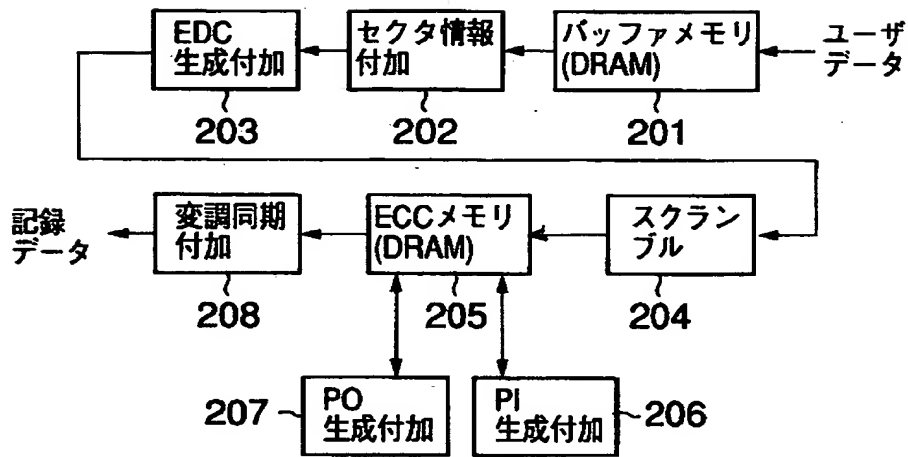 EDC
生成付加
203
セクタ情報
付加
202
バッファメモリ
(DRAM)
201
ユーザ
データ
記録
データ
変調同期
付加
208
ECCメモリ
(DRAM)
205
スクラン
ブル
204
207
PO
生成付加
PI
生成付加
206